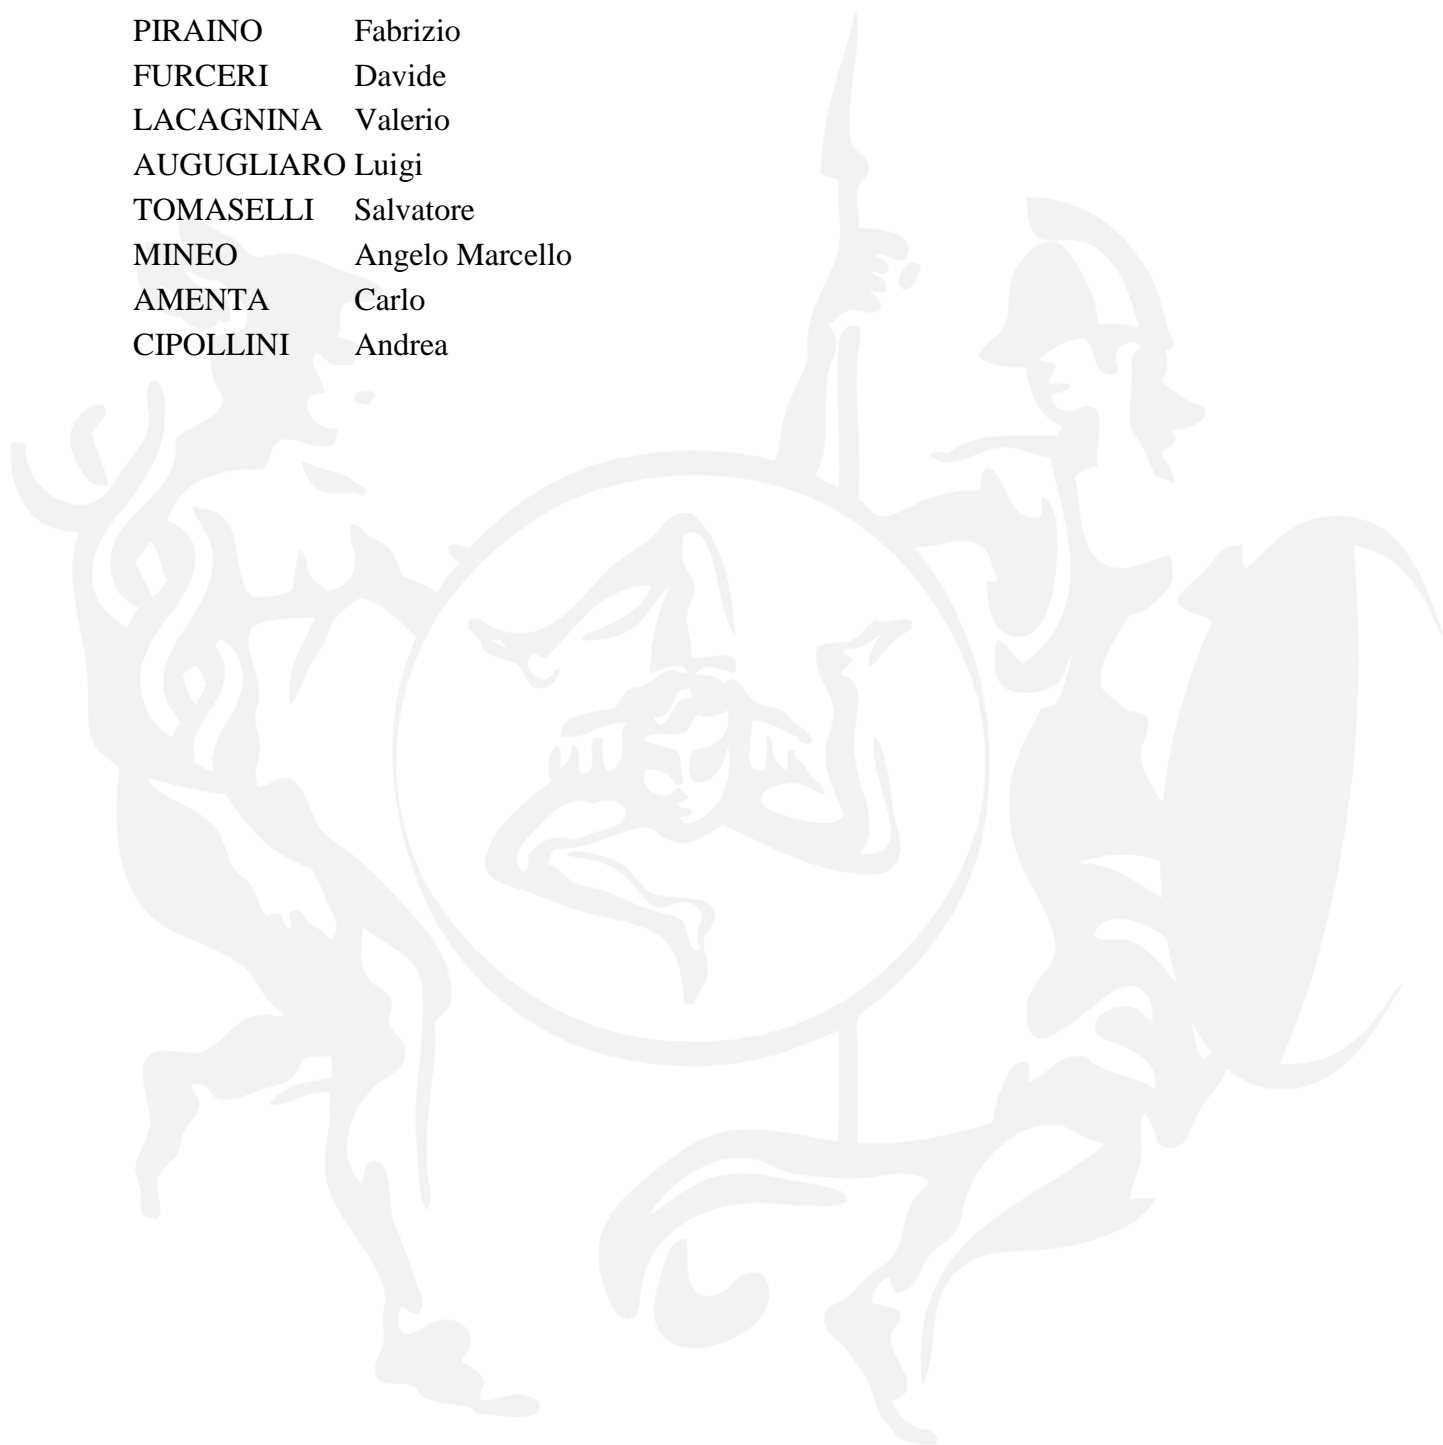 PIRAINO Fabrizio
FURCERI Davide
LACAGNINA Valerio
AUGUGLIARO Luigi
TOMASELLI Salvatore
MINEO Angelo Marcello
AMENTA Carlo
CIPOLLINI Andrea